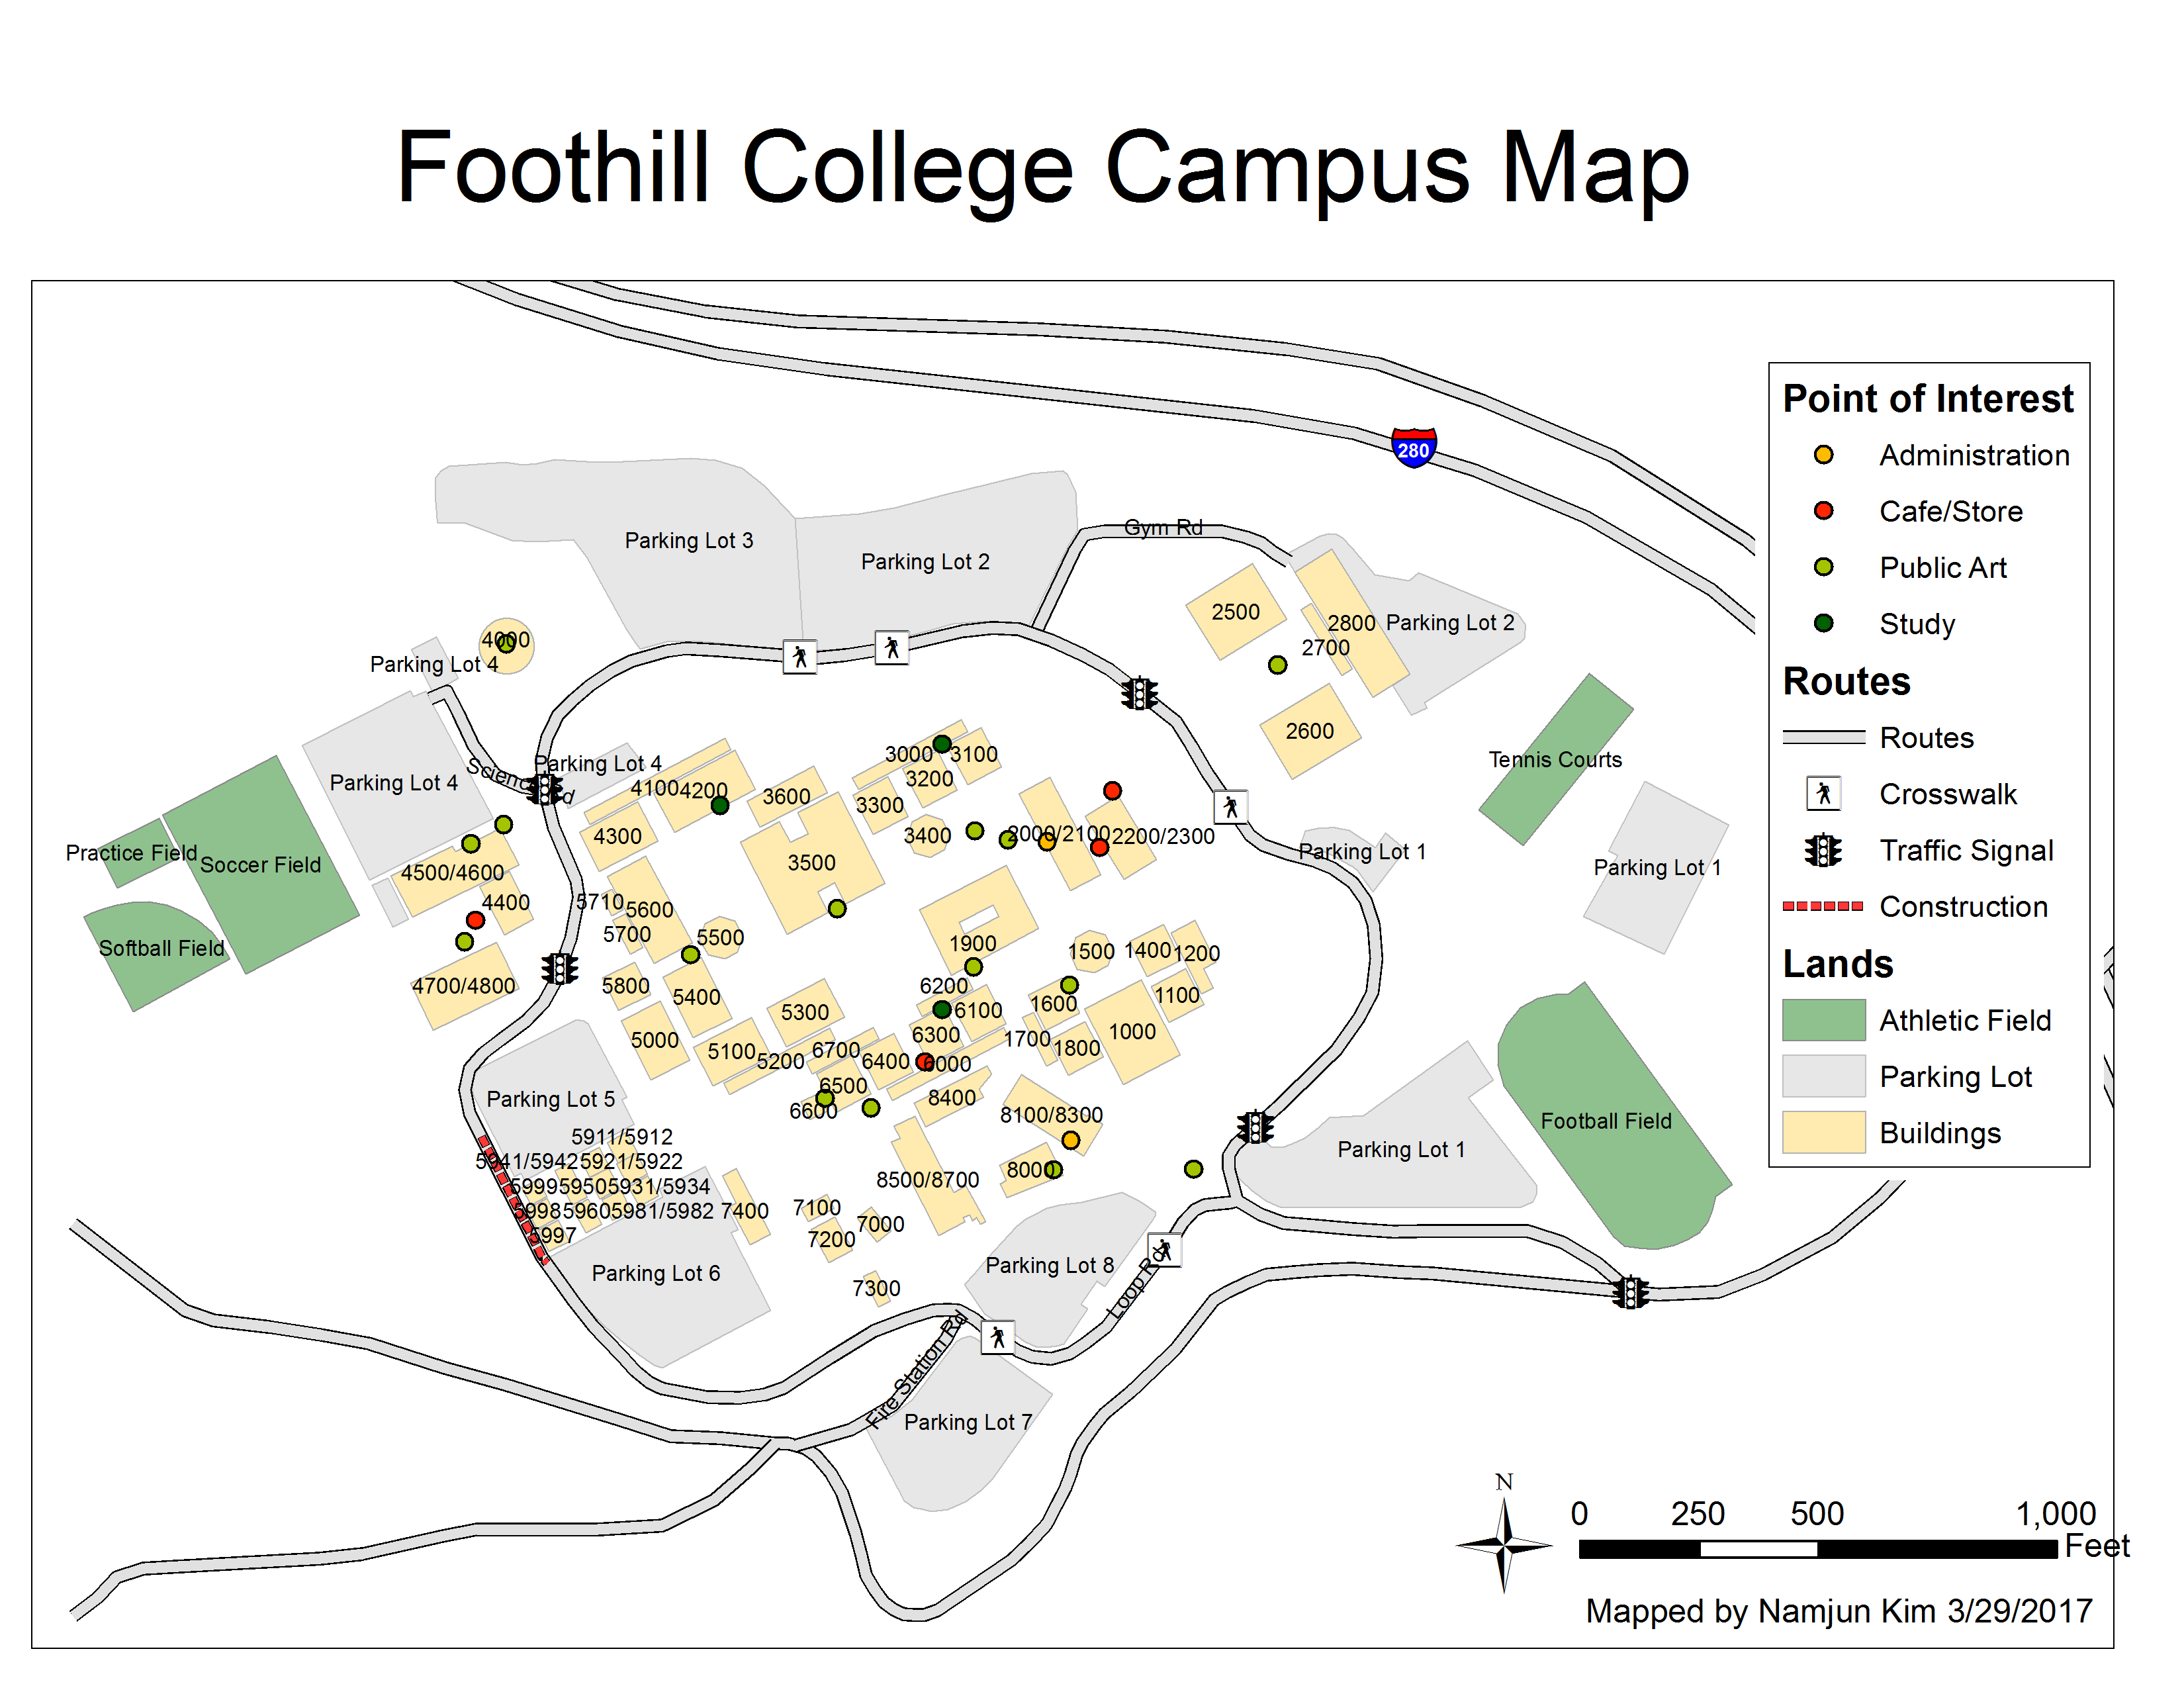 Foothill College Campus Map
280
Point of Interest
Administration
Cafe/Store
Public Art
Study
Routes
Routes
Crosswalk
Traffic Signal
Construction
Lands
Athletic Field
Parking Lot
Buildings
Gym Rd
Parking Lot 3
Parking Lot 2
2500
2800
Parking Lot 2
2700
4000
Parking Lot 4
2600
3000
3100
Tennis Courts
Parking Lot 4
Parking Lot 4
3200
4100
4200
3600
3300
4300
3400
2000/2100
2200/2300
Practice Field
Soccer Field
4500/4600
3500
Parking Lot 1
Parking Lot 1
4400
5710
5600
5700
5500
1900
1500
1400
1200
Softball Field
4700/4800
5800
5400
6200
1600
1100
5300
6100
5000
6300
1700
1000
5100
5200
6700
6400
6000
1800
Parking Lot 5
6500
6600
8400
8100/8300
Football Field
5911/5912
Parking Lot 1
5941/5942
5921/5922
8000
5999
5950
5931/5934
8500/8700
5998
5960
5981/5982
7400
7100
7000
5997
7200
Parking Lot 6
Parking Lot 8
7300
Loop Rd
Fire Station Rd
Parking Lot 7
N
0 250 500 1,000
Feet
Mapped by Namjun Kim 3/29/2017